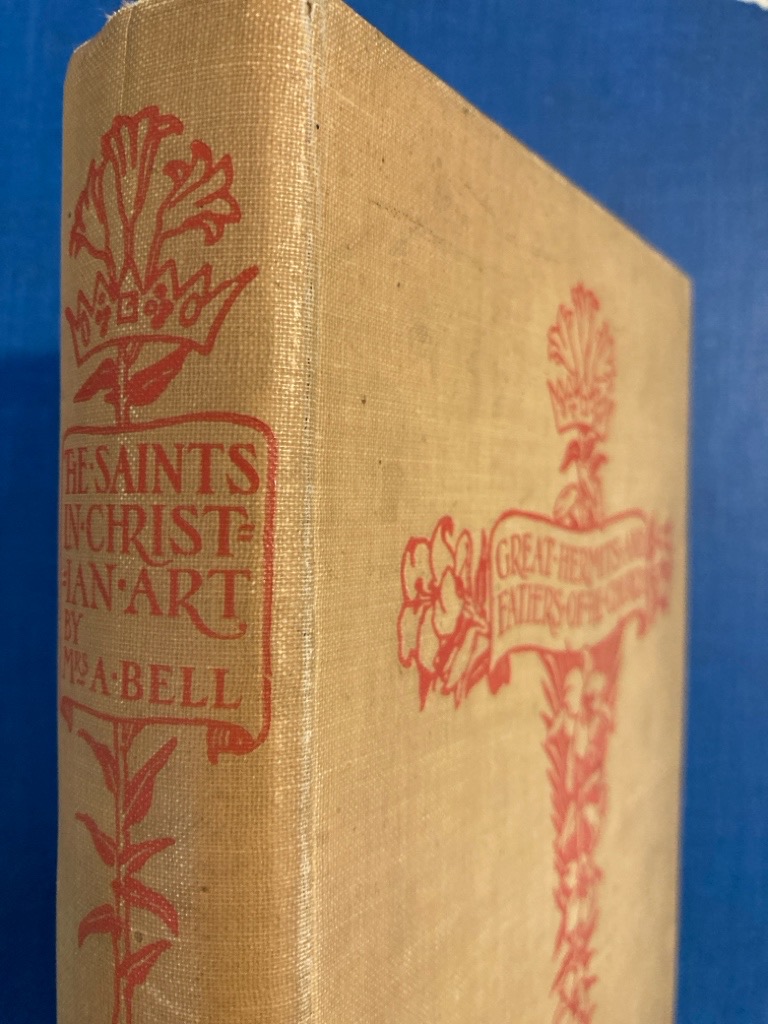 THE·SAINTS
IN·CHRIST=
=IAN·ART
BY
MRS A·BELL
GREAT·HERMITS·AND
FATHERS·OF·THE·CHURCH